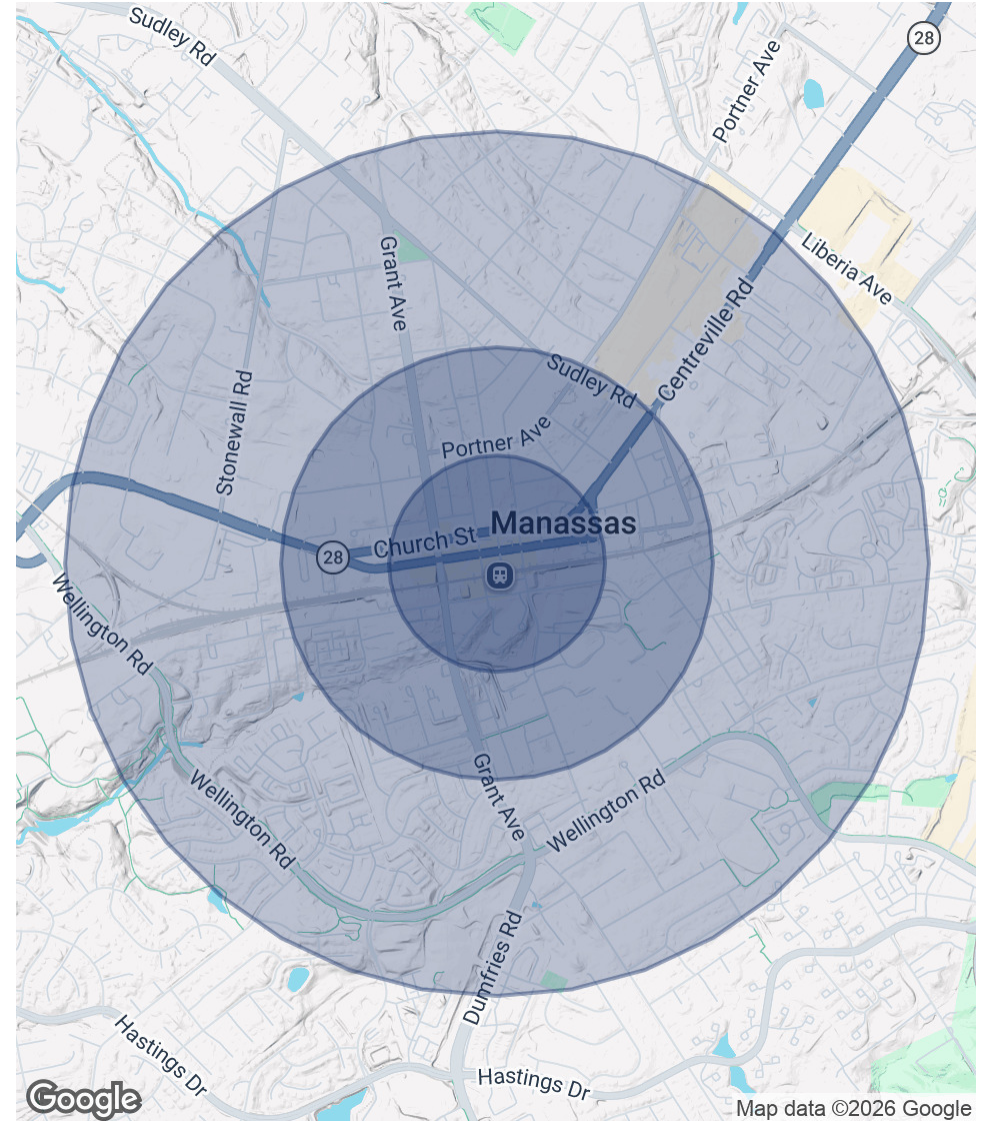 Sudley Rd
28
Portner Ave
Liberia Ave
Grant Ave
Centreville Rd
Sudley Rd
Stonewall Rd
Portner Ave
Manassas
Church St
28
Wellington Rd
Grant Ave
Wellington Rd
Wellington Rd
Dumfries Rd
Hastings Dr
Hastings Dr
Google
Map data ©2026 Google